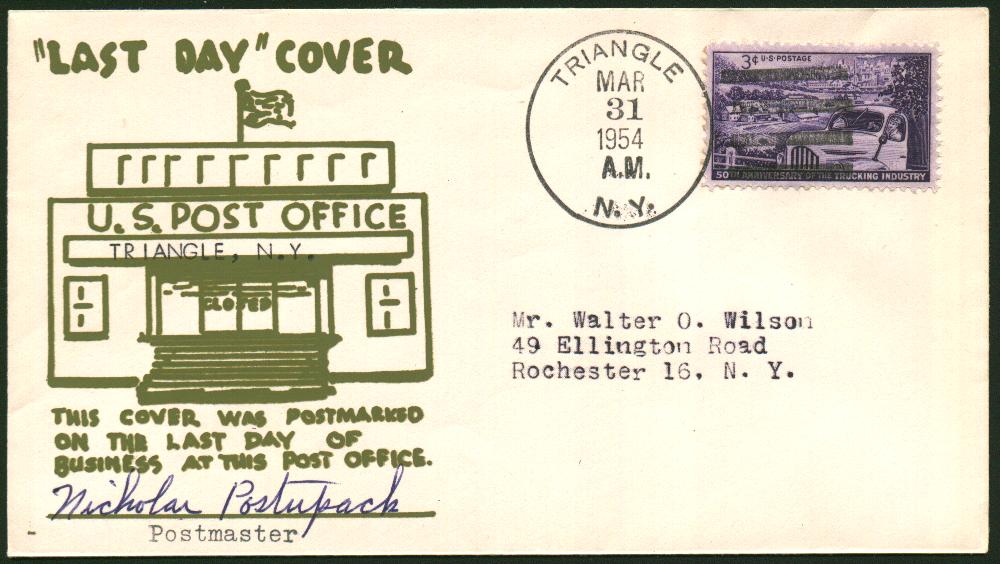 "LAST DAY" COVER
U.S. POST OFFICE
TRIANGLE, N.Y.
CLOSED
THIS COVER WAS POSTMARKED
ON THE LAST DAY OF
BUSINESS AT THIS POST OFFICE.
Nicholas Postupack
Postmaster
TRIANGLE
MAR
31
1954
A.M.
N.Y.
3¢ U·S·POSTAGE
50TH ANNIVERSARY OF THE TRUCKING INDUSTRY
Mr. Walter O. Wilson
49 Ellington Road
Rochester 16, N. Y.